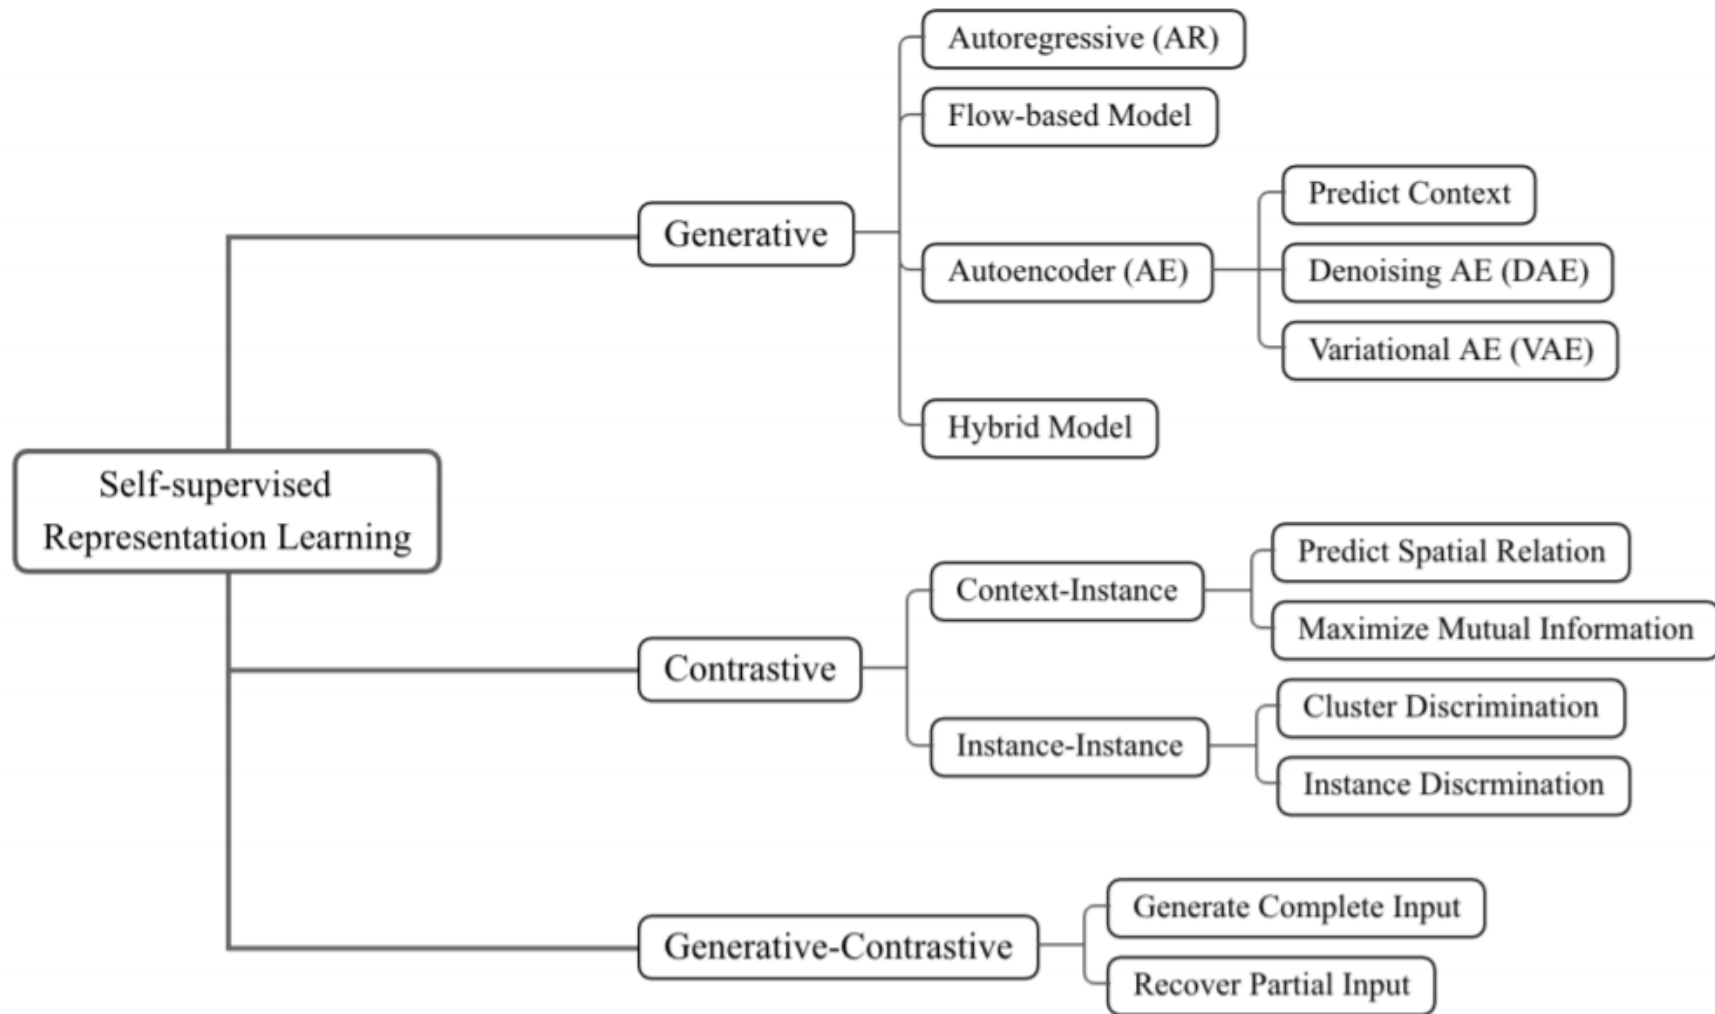 Autoregressive (AR)
Flow-based Model
Predict Context
Generative
Autoencoder (AE)
Denoising AE (DAE)
Variational AE (VAE)
Hybrid Model
Self-supervised
Representation Learning
Predict Spatial Relation
Context-Instance
Maximize Mutual Information
Contrastive
Cluster Discrimination
Instance-Instance
Instance Discrmination
Generate Complete Input
Generative-Contrastive
Recover Partial Input